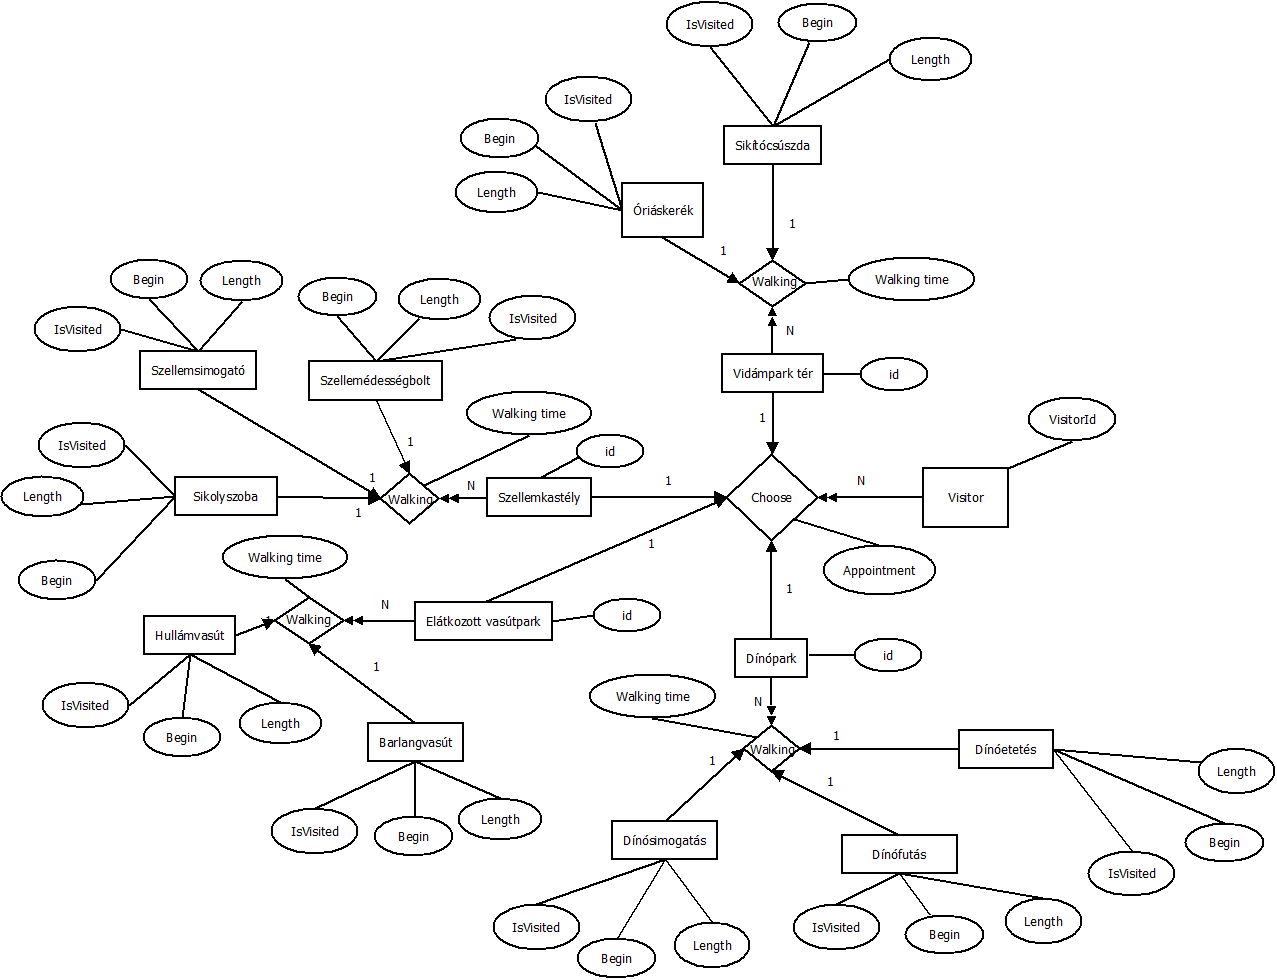 IsVisited
Begin
Length
IsVisited
Begin
Length
Sikítócsúszda
Óriáskerék
1
1
Walking
Walking time
N
Vidámpark tér
id
1
Begin
Length
IsVisited
Szellemsimogató
Begin
Length
IsVisited
Szellemédességbolt
Walking time
1
IsVisited
Length
Begin
Sikolyszoba
1
1
Walking
N
Szellemkastély
id
1
Choose
N
Visitor
VisitorId
Appointment
1
1
Walking time
Walking
N
Elátkozott vasútpark
id
Hullámvasút
1
IsVisited
Begin
Length
1
Barlangvasút
IsVisited
Begin
Length
Dínópark
id
N
Walking time
Walking
1
1
1
Dínóetetés
Length
Begin
IsVisited
Dínósimogatás
IsVisited
Begin
Length
Dínófutás
IsVisited
Begin
Length